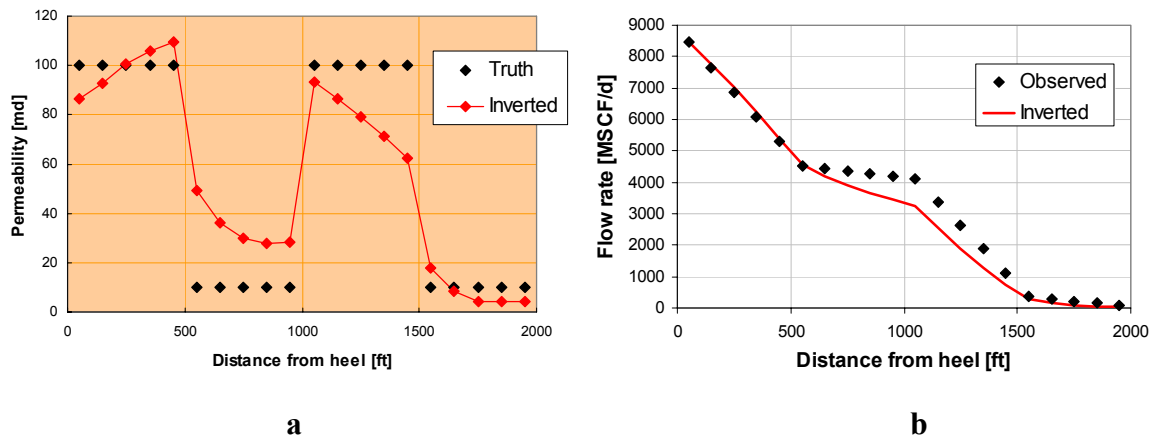 120
100
80
60
40
20
0
Permeability [md]
0 500 1000 1500 2000
Distance from heel [ft]
Truth
Inverted
a
9000
8000
7000
6000
5000
4000
3000
2000
1000
0
Flow rate [MSCF/d]
0 500 1000 1500 2000
Distance from heel [ft]
Observed
Inverted
b